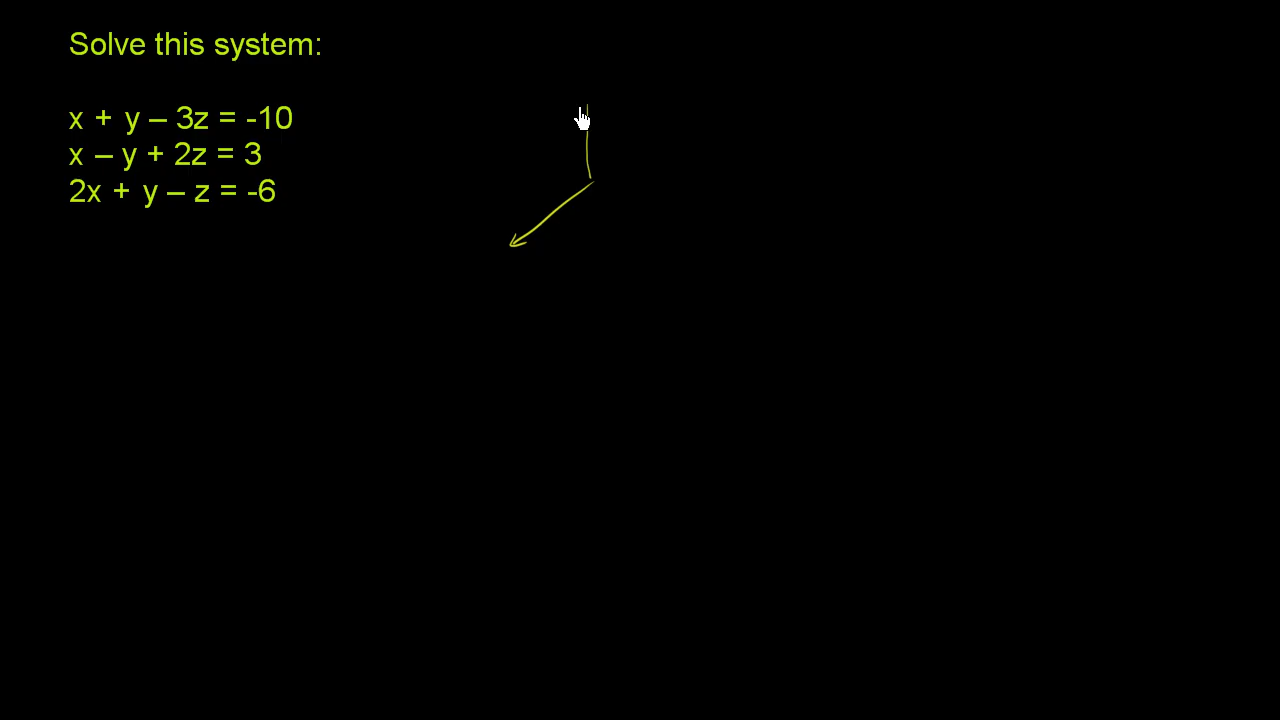 Solve this system:
x + y – 3z = -10
x – y + 2z = 3
2x + y – z = -6